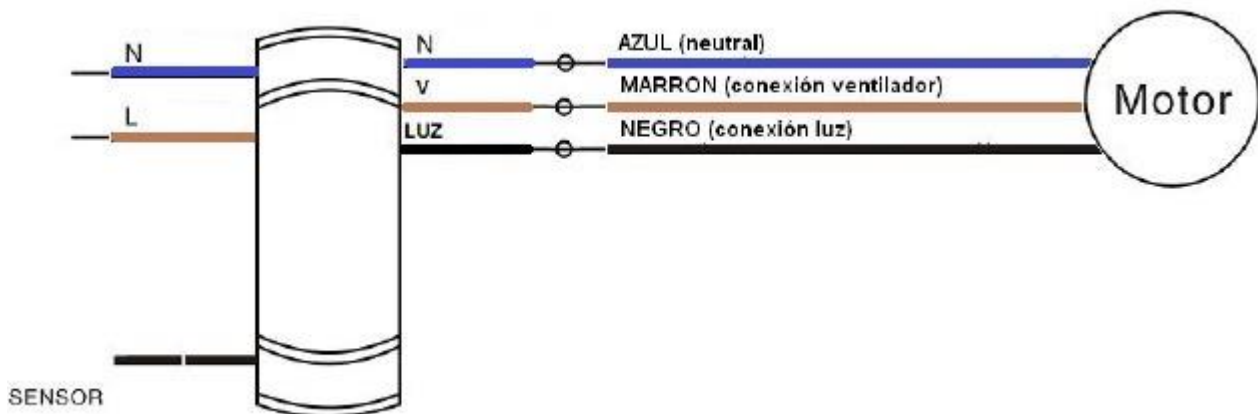 N
L
SENSOR
N
AZUL (neutral)
V
MARRON (conexión ventilador)
LUZ
NEGRO (conexión luz)
Motor